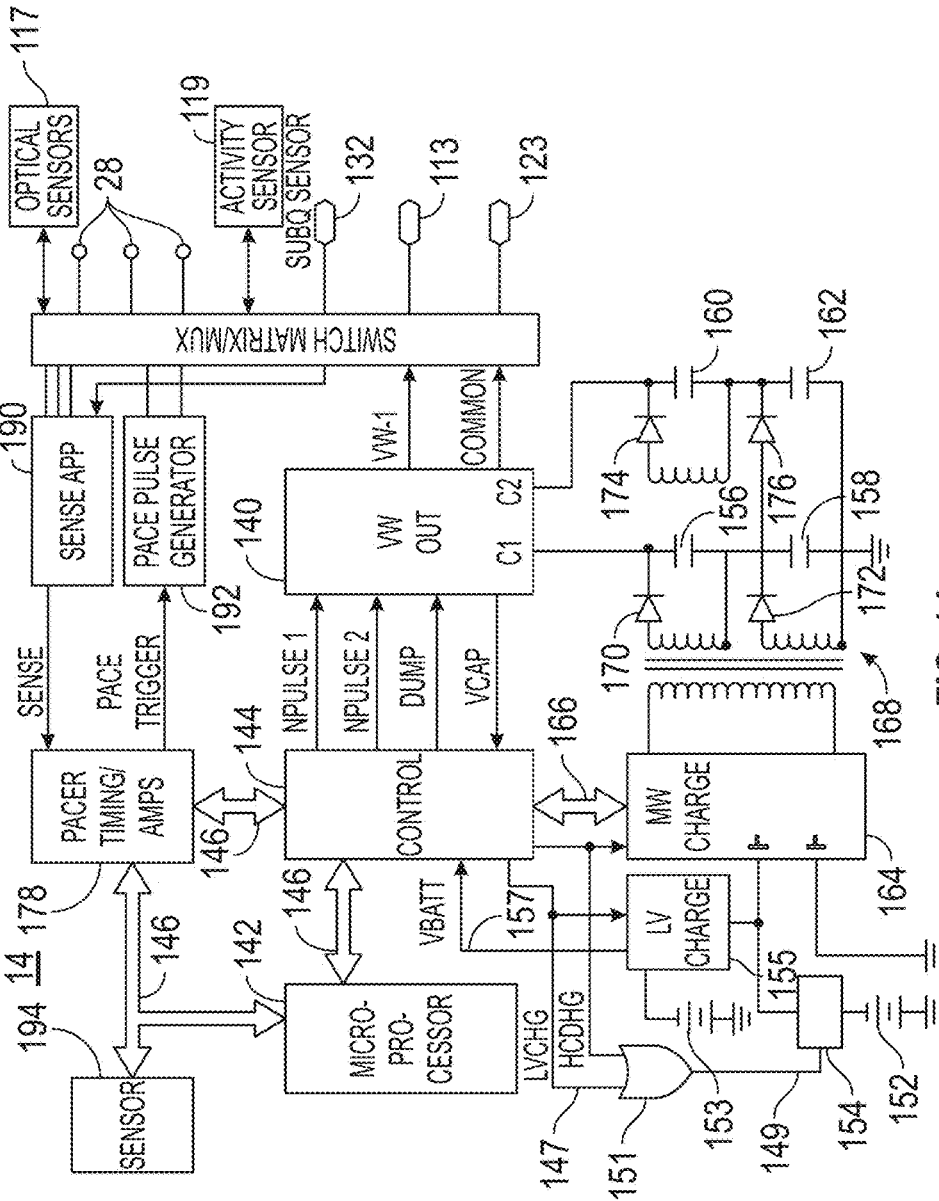 14
194
SENSOR
146
178
PACER
TIMING/
AMPS
SENSE
PACE
TRIGGER
190
SENSE APP
PACE PULSE
GENERATOR
192
SWITCH MATRIX/MUX
OPTICAL
SENSORS
117
28
119
ACTIVITY
SENSOR
SUBQ SENSOR
132
113
123
142
MICRO-
PRO-
CESSOR
146
146
144
CONTROL
NPULSE 1
NPULSE 2
DUMP
VCAP
140
VW
OUT
C1
C2
VW-1
COMMON
VBATT
157
LVCHG
HCDHG
147
151
153
149
154
152
LV
CHARGE
155
166
MW
CHARGE
164
168
170
172
156
158
174
176
160
162